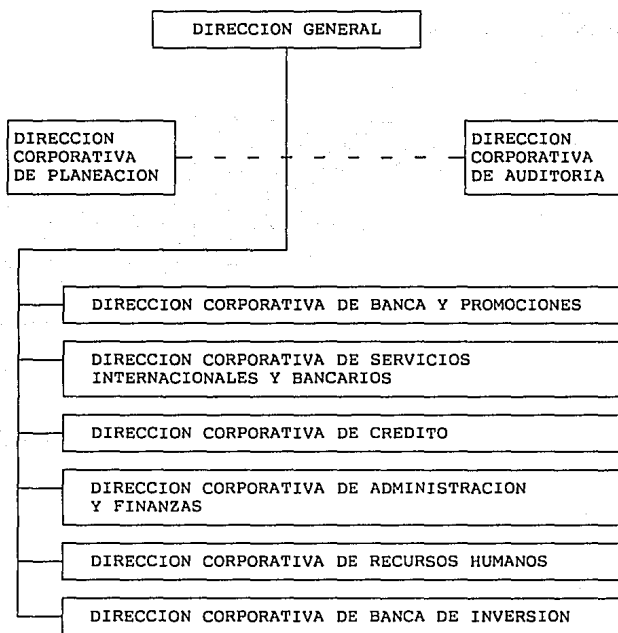 DIRECCION GENERAL
DIRECCION
CORPORATIVA
DE PLANEACION
DIRECCION
CORPORATIVA
DE AUDITORIA
DIRECCION CORPORATIVA DE BANCA Y PROMOCIONES
DIRECCION CORPORATIVA DE SERVICIOS
INTERNACIONALES Y BANCARIOS
DIRECCION CORPORATIVA DE CREDITO
DIRECCION CORPORATIVA DE ADMINISTRACION
Y FINANZAS
DIRECCION CORPORATIVA DE RECURSOS HUMANOS
DIRECCION CORPORATIVA DE BANCA DE INVERSION